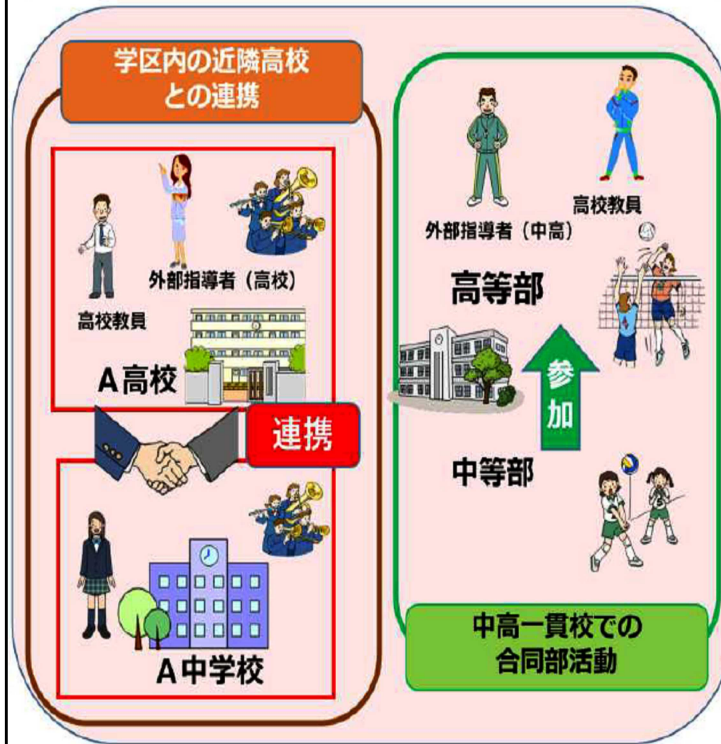 学区内の近隣高校
との連携
外部指導者（高校）
高校教員
A高校
連携
A中学校
高校教員
外部指導者（中高）
高等部
参
加
中等部
中高一貫校での
合同部活動